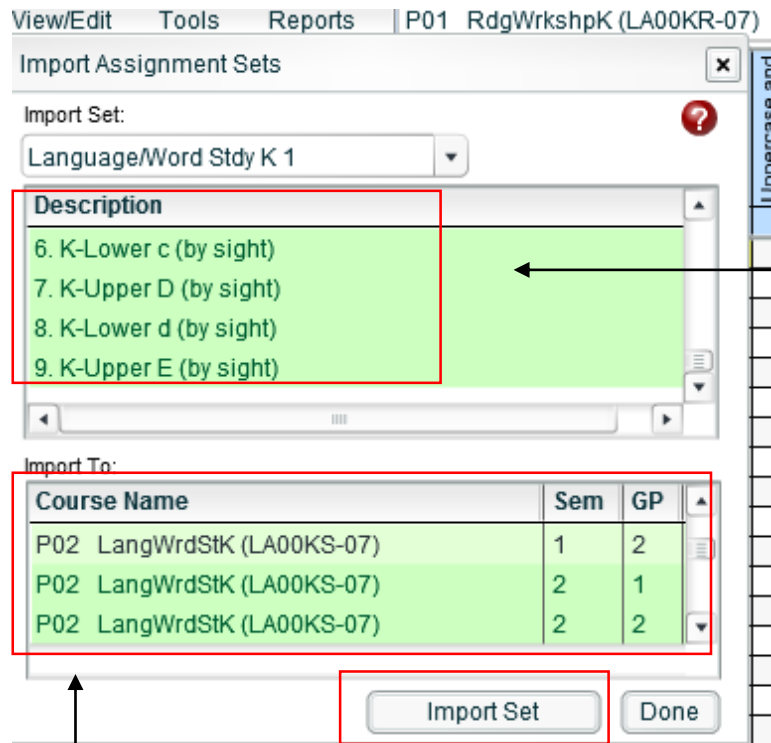 View/Edit Tools Reports P01 RdgWrkshpK (LA00KR-07)
Import Assignment Sets
Uppercase and
Import Set:
?
Language/Word Stdy K 1
Description
6. K-Lower c (by sight)
7. K-Upper D (by sight)
8. K-Lower d (by sight)
9. K-Upper E (by sight)
Import To:
Course Name Sem GP
P02 LangWrdStK (LA00KS-07) 1 2
P02 LangWrdStK (LA00KS-07) 2 1
P02 LangWrdStK (LA00KS-07) 2 2
Import Set Done